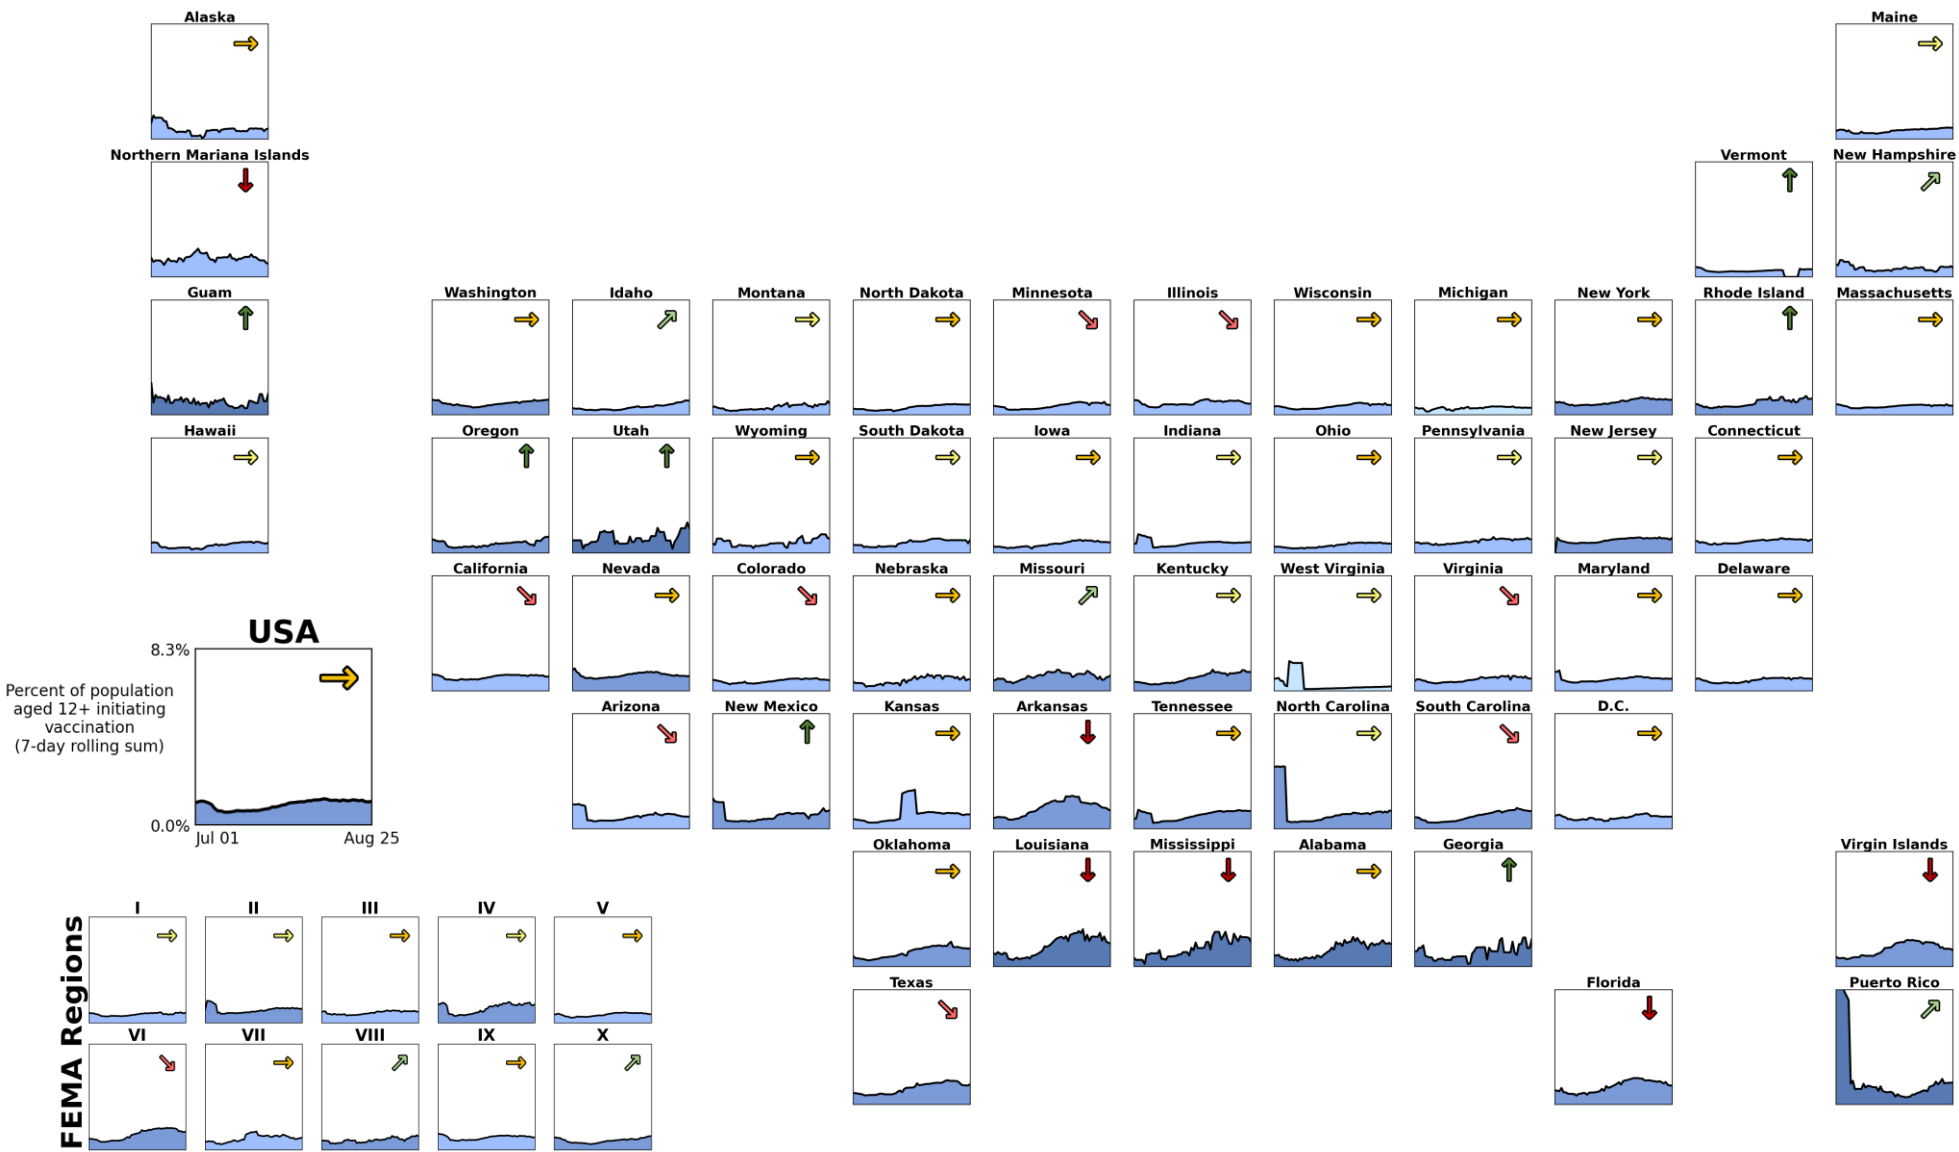 Alaska
Maine
Northern Mariana Islands
Vermont
New Hampshire
Guam
Washington
Idaho
Montana
North Dakota
Minnesota
Illinois
Wisconsin
Michigan
New York
Rhode Island
Massachusetts
Hawaii
Oregon
Utah
Wyoming
South Dakota
Iowa
Indiana
Ohio
Pennsylvania
New Jersey
Connecticut
California
Nevada
Colorado
Nebraska
Missouri
Kentucky
West Virginia
Virginia
Maryland
Delaware
USA
8.3%
Percent of population
aged 12+ initiating
vaccination
(7-day rolling sum)
0.0%
Jul 01
Aug 25
Arizona
New Mexico
Kansas
Arkansas
Tennessee
North Carolina
South Carolina
D.C.
Oklahoma
Louisiana
Mississippi
Alabama
Georgia
Virgin Islands
Texas
Florida
Puerto Rico
FEMA Regions
I
II
III
IV
V
VI
VII
VIII
IX
X